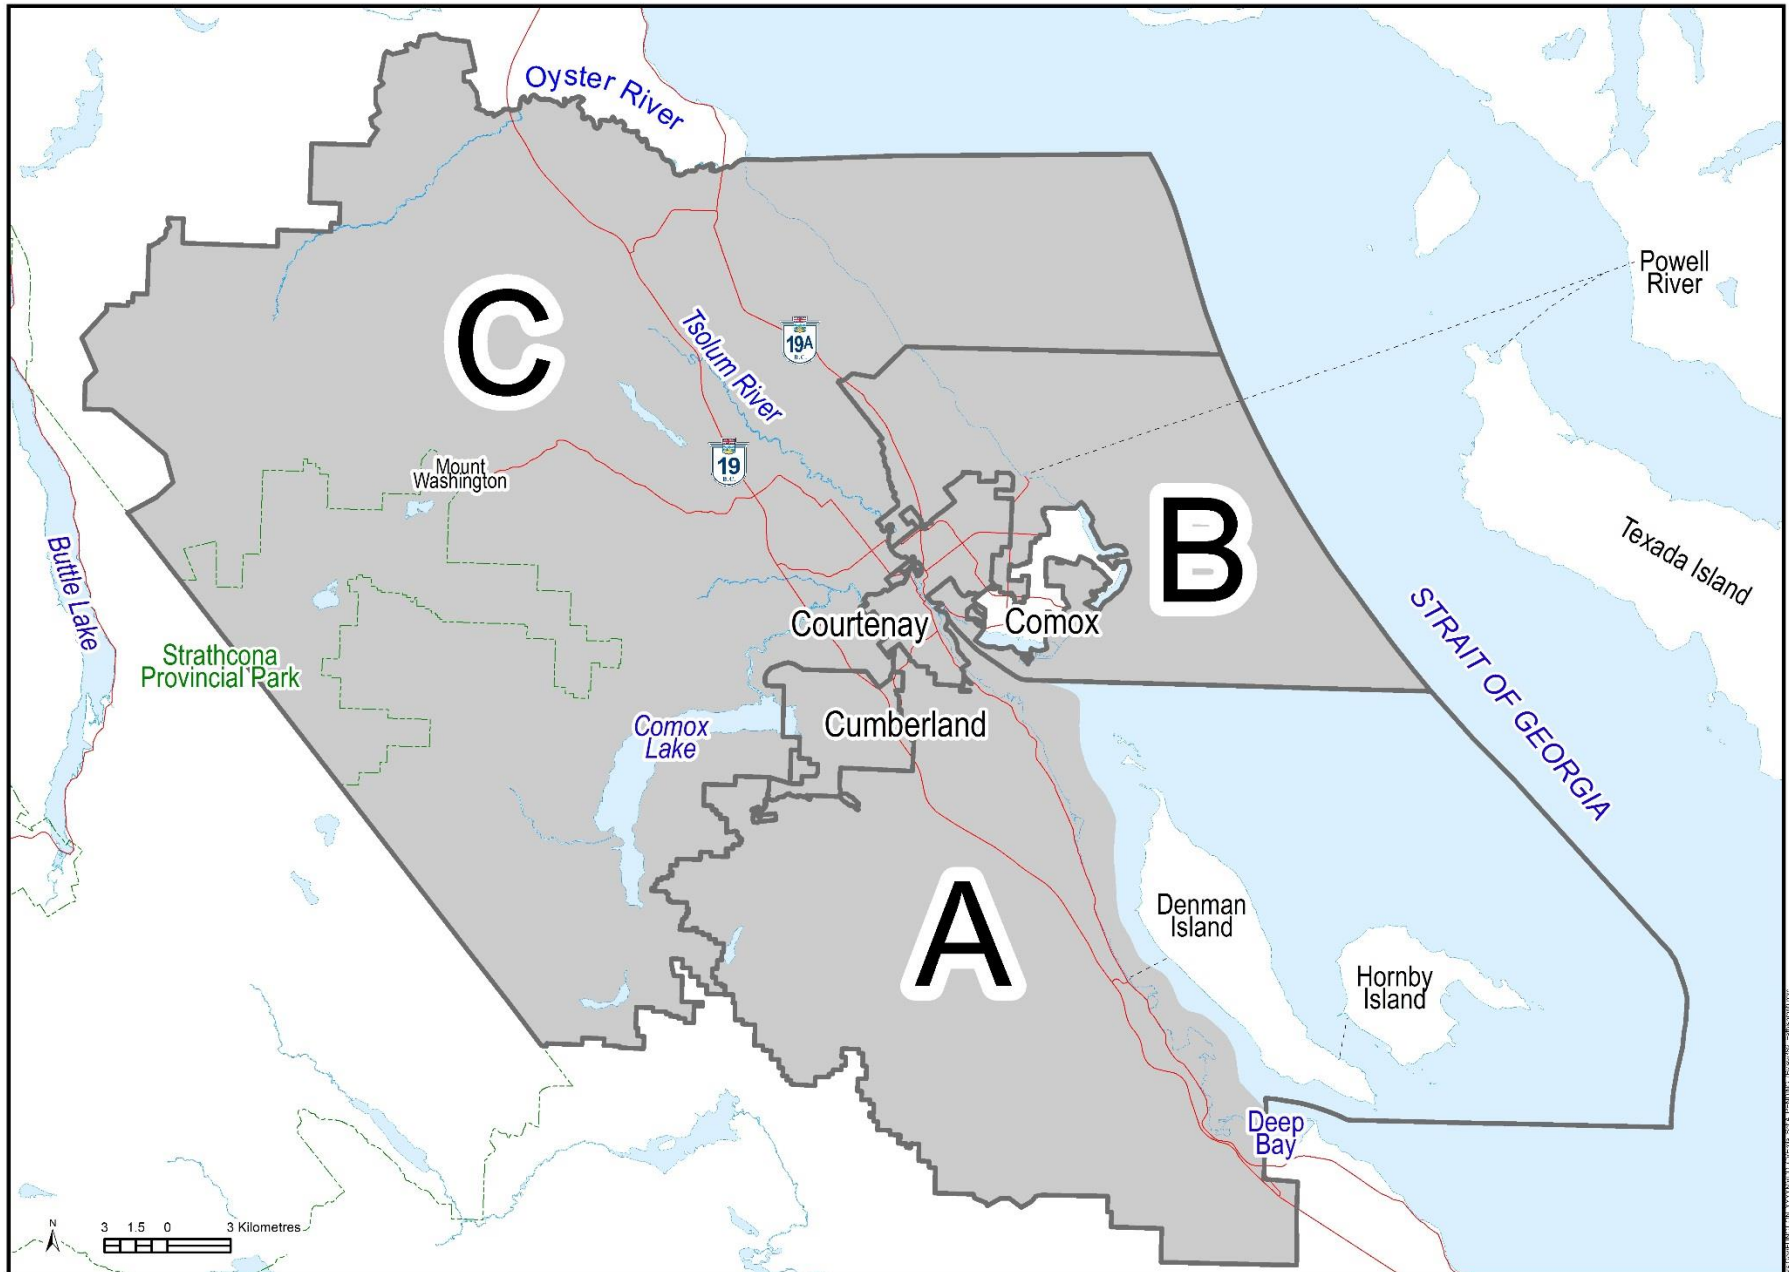 Oyster River
C
Tsolum River
19A
B.C.
Powell
River
19
B.C.
Mount
Washington
B
Texada Island
Buttle Lake
STRAIT OF GEORGIA
Courtenay
Comox
Strathcona
Provincial Park
Comox
Lake
Cumberland
A
Denman
Island
Hornby
Island
Deep
Bay
N
3 1.5 0 3 Kilometres